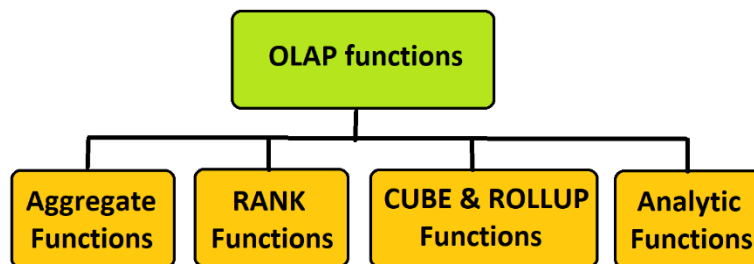 OLAP functions
Aggregate
Functions
RANK
Functions
CUBE & ROLLUP
Functions
Analytic
Functions